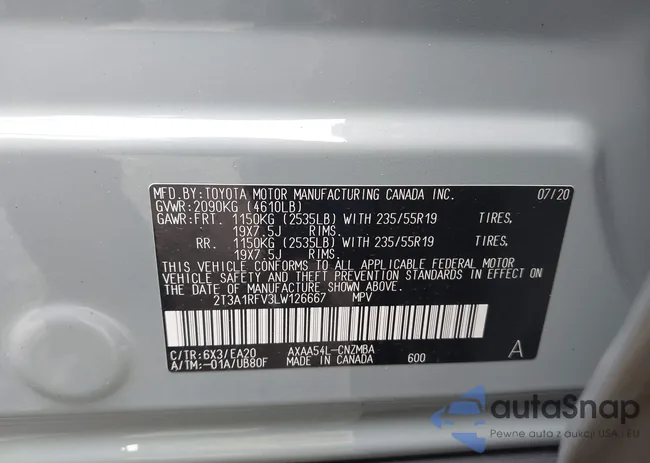 MFD. BY: TOYOTA MOTOR MANUFACTURING CANADA INC. 07/20
GVWR: 2090KG (4610LB)
GAWR: FRT. 1150KG (2535LB) WITH 235/55R19 TIRES,
19X7.5J RIMS.
RR. 1150KG (2535LB) WITH 235/55R19 TIRES,
19X7.5J RIMS.
THIS VEHICLE CONFORMS TO ALL APPLICABLE FEDERAL MOTOR
VEHICLE SAFETY AND THEFT PREVENTION STANDARDS IN EFFECT ON
THE DATE OF MANUFACTURE SHOWN ABOVE.
2T3A1RFV3LW126667 MPV
C/TR: 6X3/EA20 AXAA54L-CNZMBA 600 A
A/TM: -01A/UB80F MADE IN CANADA
autaSnap
Pewne auta z aukcji USA, EU